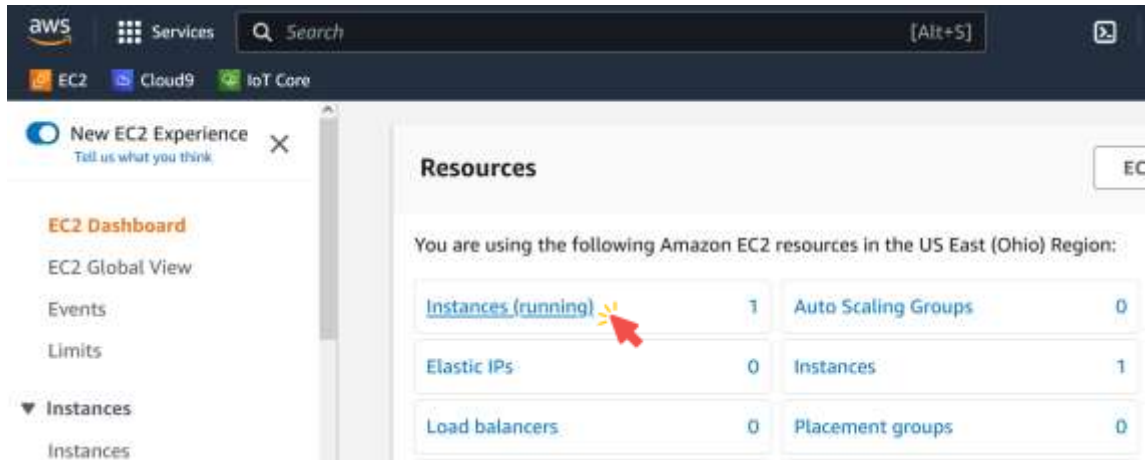 aws Services Search [Alt+S]
EC2 Cloud9 IoT Core
New EC2 Experience
Tell us what you think
EC2 Dashboard
EC2 Global View
Events
Limits
Instances
Instances
Resources
EC
You are using the following Amazon EC2 resources in the US East (Ohio) Region:
Instances (running) 1 Auto Scaling Groups 0
Elastic IPs 0 Instances 1
Load balancers 0 Placement groups 0